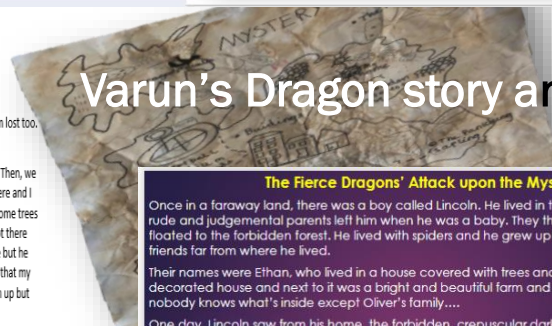 MYSTERY
Varun's Dragon story a
n lost too.
Then, we
ere and I
ome trees
ot there
but he
that my
n up but
The Fierce Dragons' Attack upon the Mys
Once in a faraway land, there was a boy called Lincoln. He lived in t
rude and judgemental parents left him when he was a baby. They th
floated to the forbidden forest. He lived with spiders and he grew up
friends far from where he lived.
Their names were Ethan, who lived in a house covered with trees and
decorated house and next to it was a bright and beautiful farm and
nobody knows what's inside except Oliver's family....
One day, Lincoln saw from his home, the forbidden, crepuscular dar